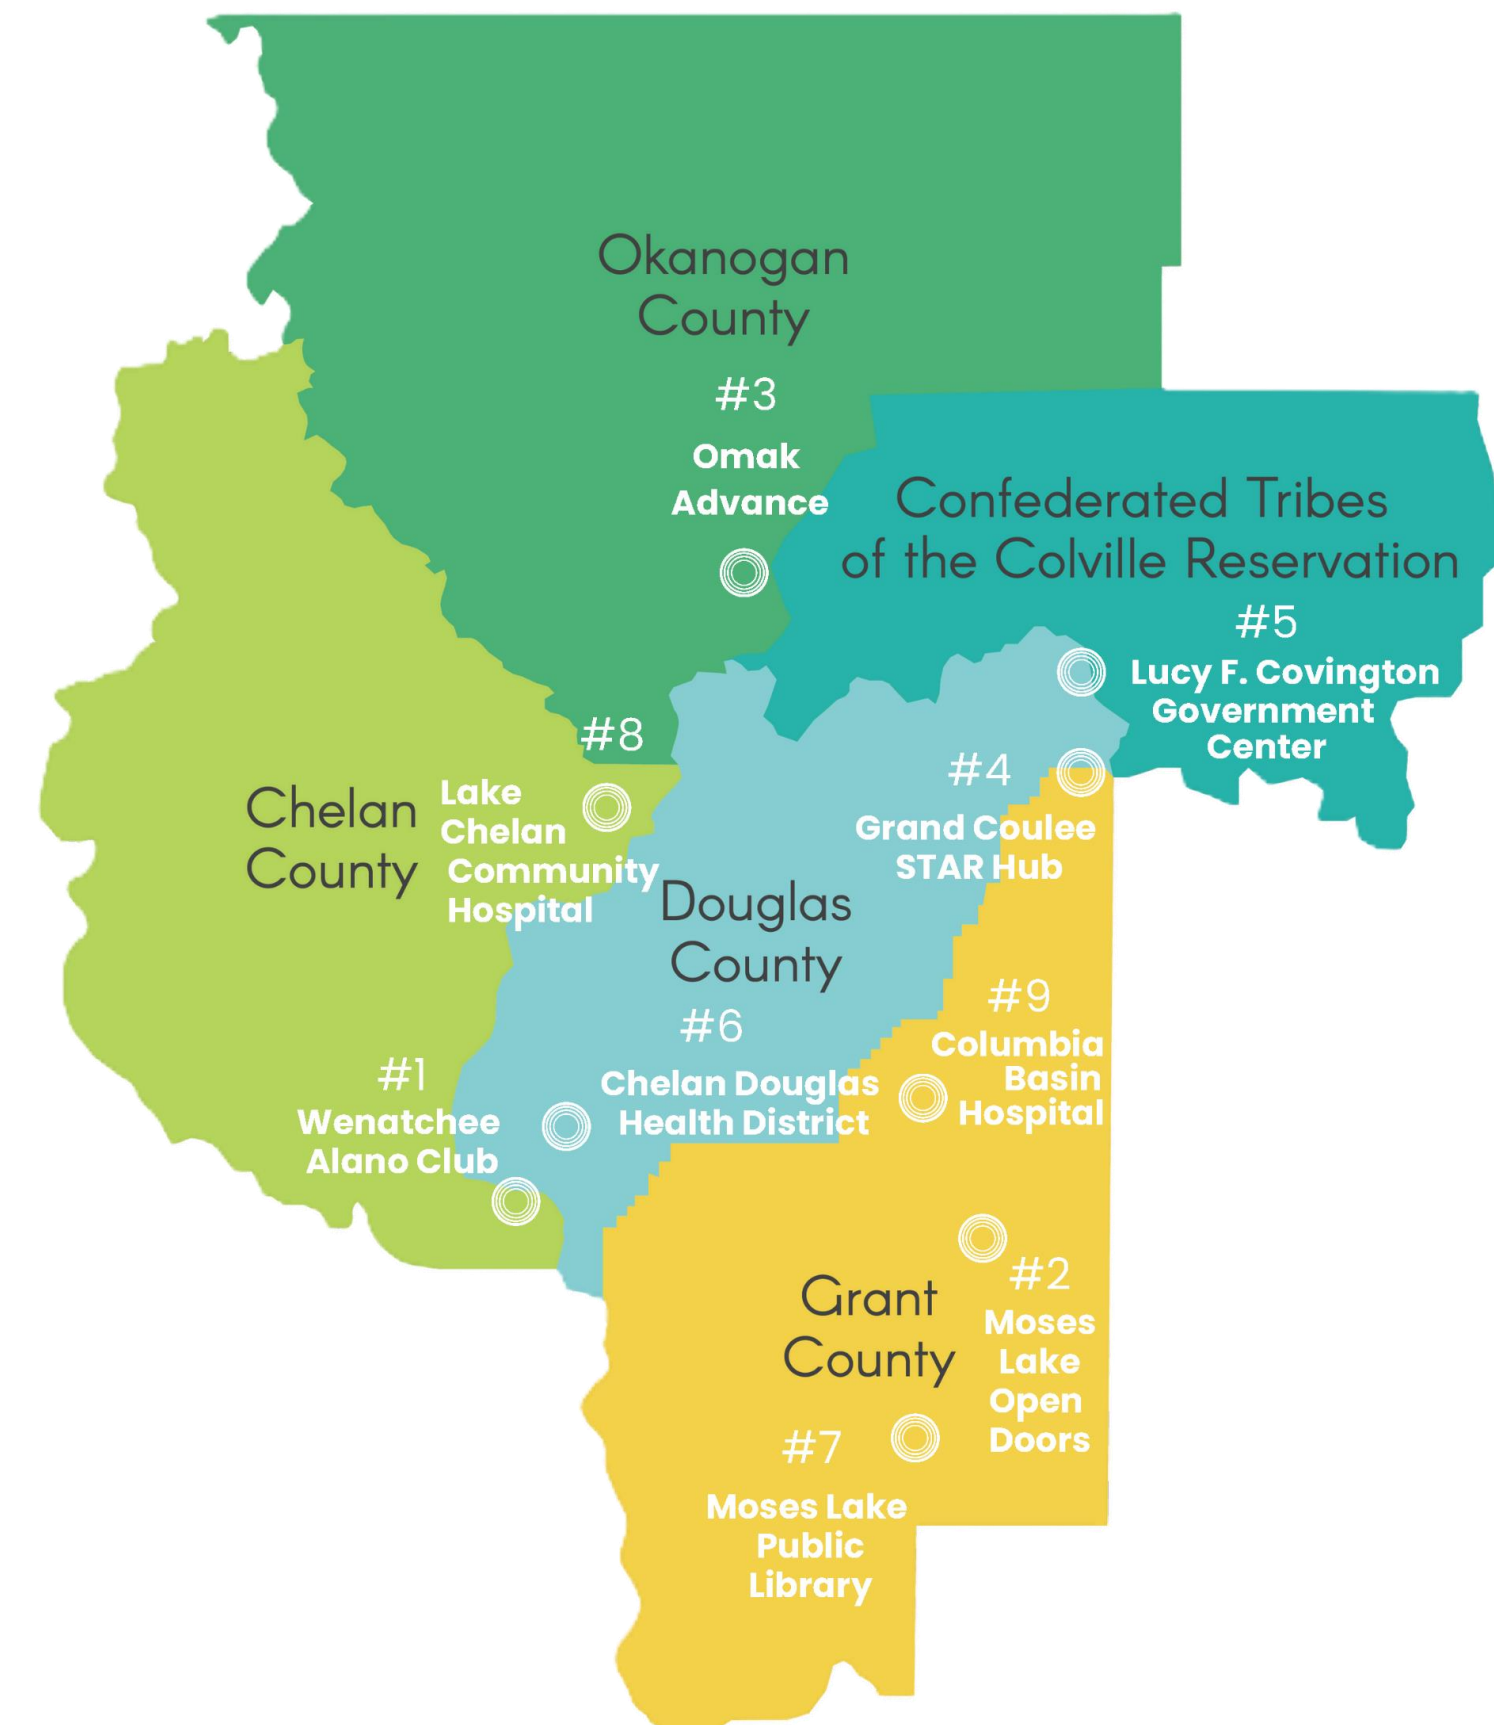 Okanogan
County
#3
Omak
Advance
Confederated Tribes
of the Colville Reservation
#5
Lucy F. Covington
Government
Center
#8
Lake
Chelan
Community
Hospital
Chelan
County
#4
Grand Coulee
STAR Hub
Douglas
County
#6
Chelan Douglas
Health District
#9
Columbia
Basin
Hospital
#1
Wenatchee
Alano Club
Grant
County
#2
Moses
Lake
Open
Doors
#7
Moses Lake
Public
Library